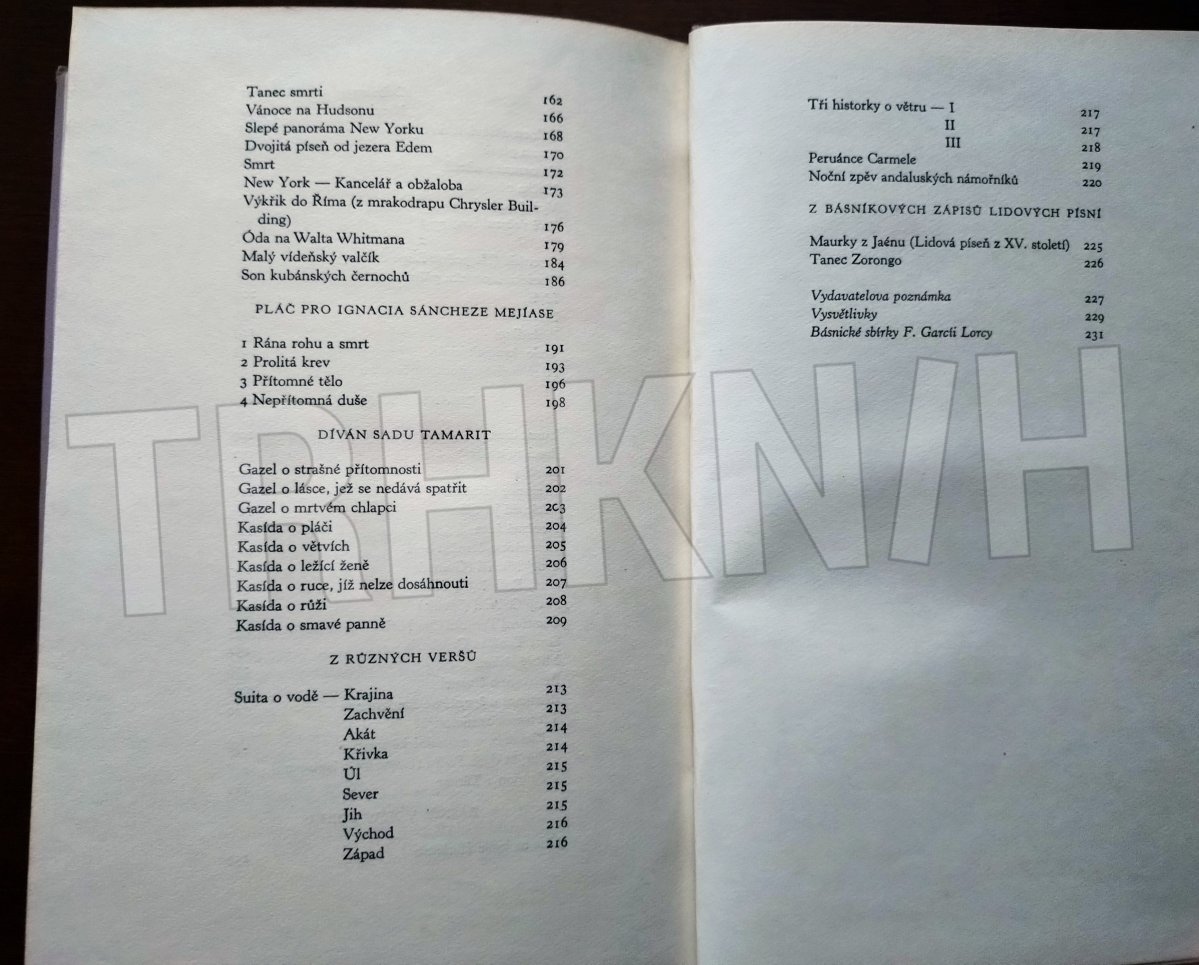 Tanec smrti 162
Vánoce na Hudsonu 166
Slepé panoráma New Yorku 168
Dvojitá píseň od jezera Edem 170
Smrt 172
New York — Kancelář a obžaloba 173
Výkřik do Říma (z mrakodrapu Chrysler Buil-
ding) 176
Óda na Walta Whitmana 179
Malý vídeňský valčík 184
Son kubánských černochů 186
PLÁČ PRO IGNACIA SÁNCHEZE MEJÍASE
1 Rána rohu a smrt 191
2 Prolitá krev 193
3 Přítomné tělo 196
4 Nepřítomná duše 198
DÍVÁN SADU TAMARIT
Gazel o strašné přítomnosti 201
Gazel o lásce, jež se nedává spatřit 202
Gazel o mrtvém chlapci 203
Kasída o pláči 204
Kasída o větvích 205
Kasída o ležící ženě 206
Kasída o ruce, jíž nelze dosáhnouti 207
Kasída o růži 208
Kasída o smavé panně 209
Z RŮZNÝCH VERŠŮ
Suita o vodě — Krajina 213
Zachvění 213
Akát 214
Křivka 214
Úl 215
Sever 215
Jih 215
Východ 216
Západ 216
Tři historky o větru — I 217
II 217
III 218
Peruánce Carmele 219
Noční zpěv andaluských námořníků 220
Z BÁSNÍKOVÝCH ZÁPISŮ LIDOVÝCH PÍSNÍ
Maurky z Jaénu (Lidová píseň z XV. století) 225
Tanec Zorongo 226
Vydavatelova poznámka 227
Vysvětlivky 229
Básnické sbírky F. Garcíi Lorcy 231
TRHKNIH